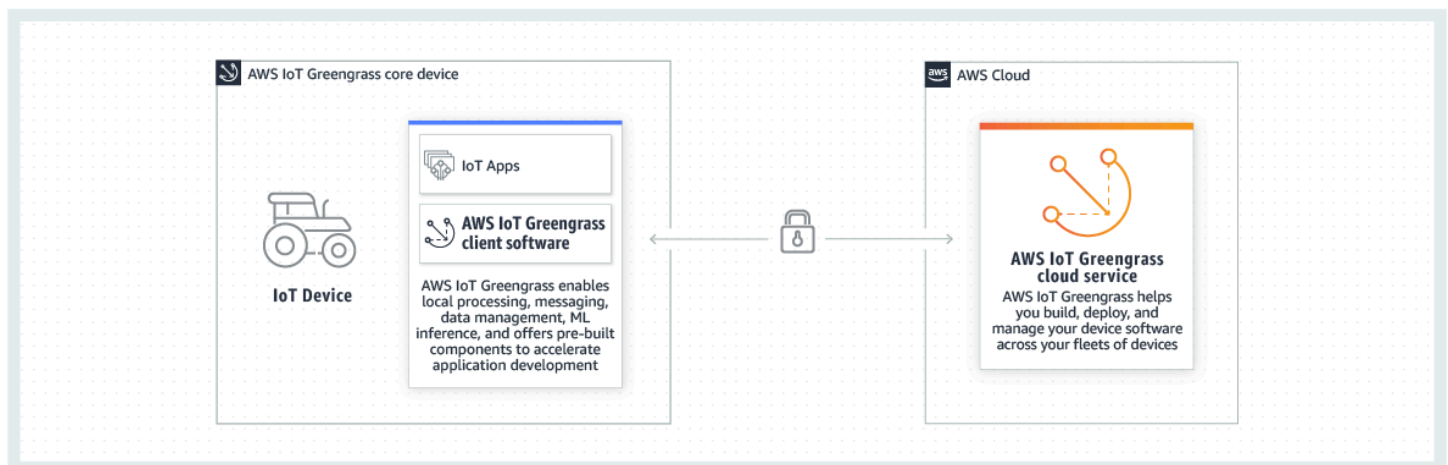 AWS IoT Greengrass core device
IoT Device
IoT Apps
AWS IoT Greengrass
client software
AWS IoT Greengrass enables
local processing, messaging,
data management, ML
inference, and offers pre-built
components to accelerate
application development
aws
AWS Cloud
AWS IoT Greengrass
cloud service
AWS IoT Greengrass helps
you build, deploy, and
manage your device software
across your fleets of devices